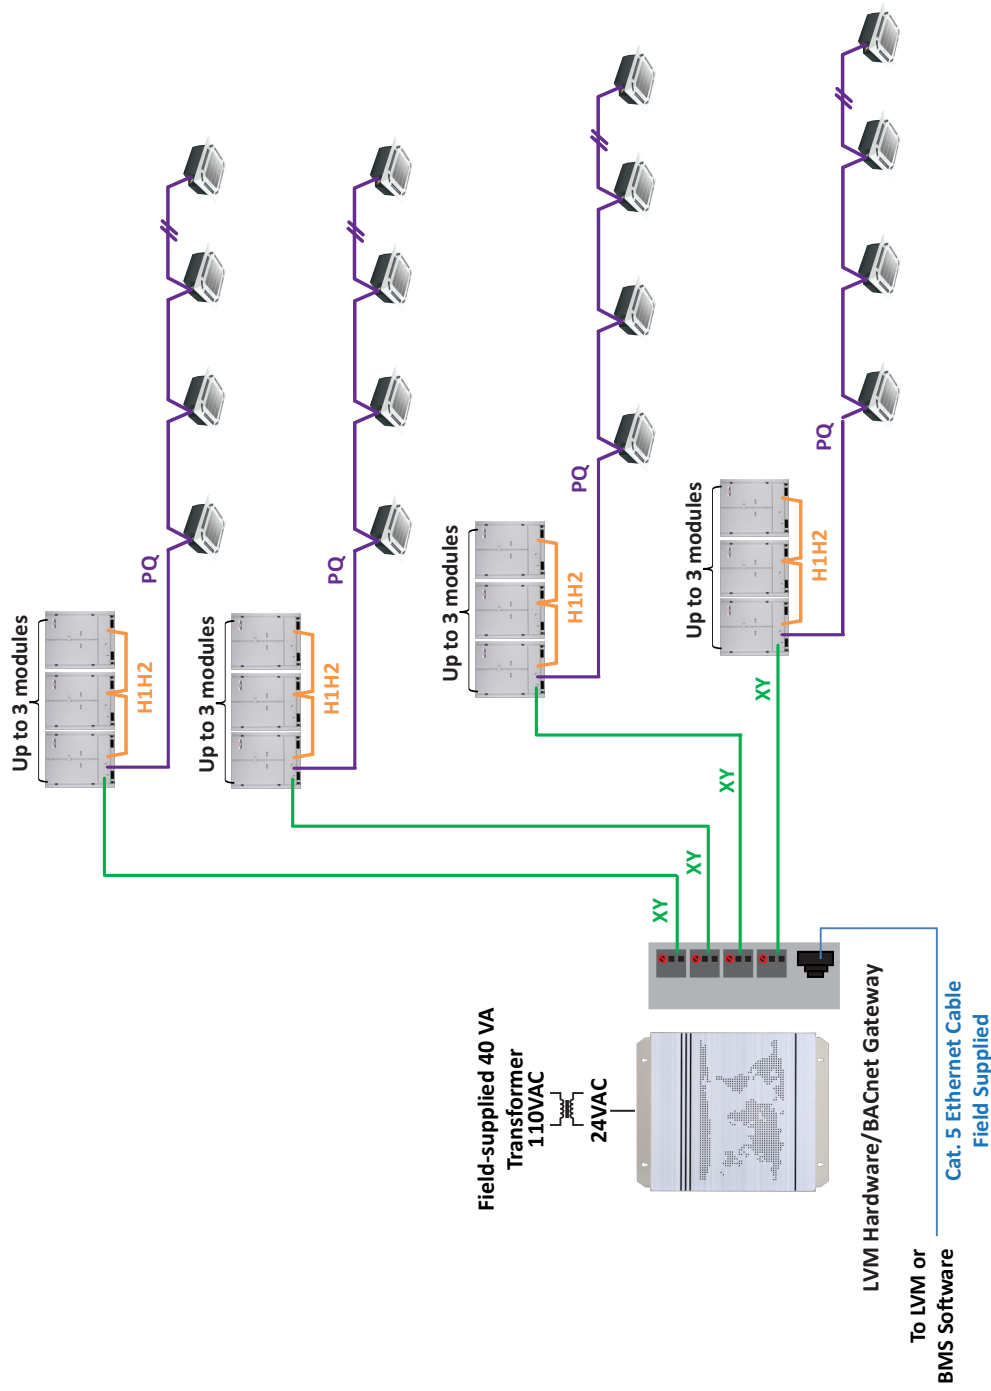 Up to 3 modules
H1H2
PQ
Up to 3 modules
H1H2
PQ
Up to 3 modules
H1H2
PQ
Up to 3 modules
H1H2
PQ
XY
XY
XY
XY
Field-supplied 40 VA
Transformer
110VAC
24VAC
LVM Hardware/BACnet Gateway
Cat. 5 Ethernet Cable
Field Supplied
To LVM or
BMS Software